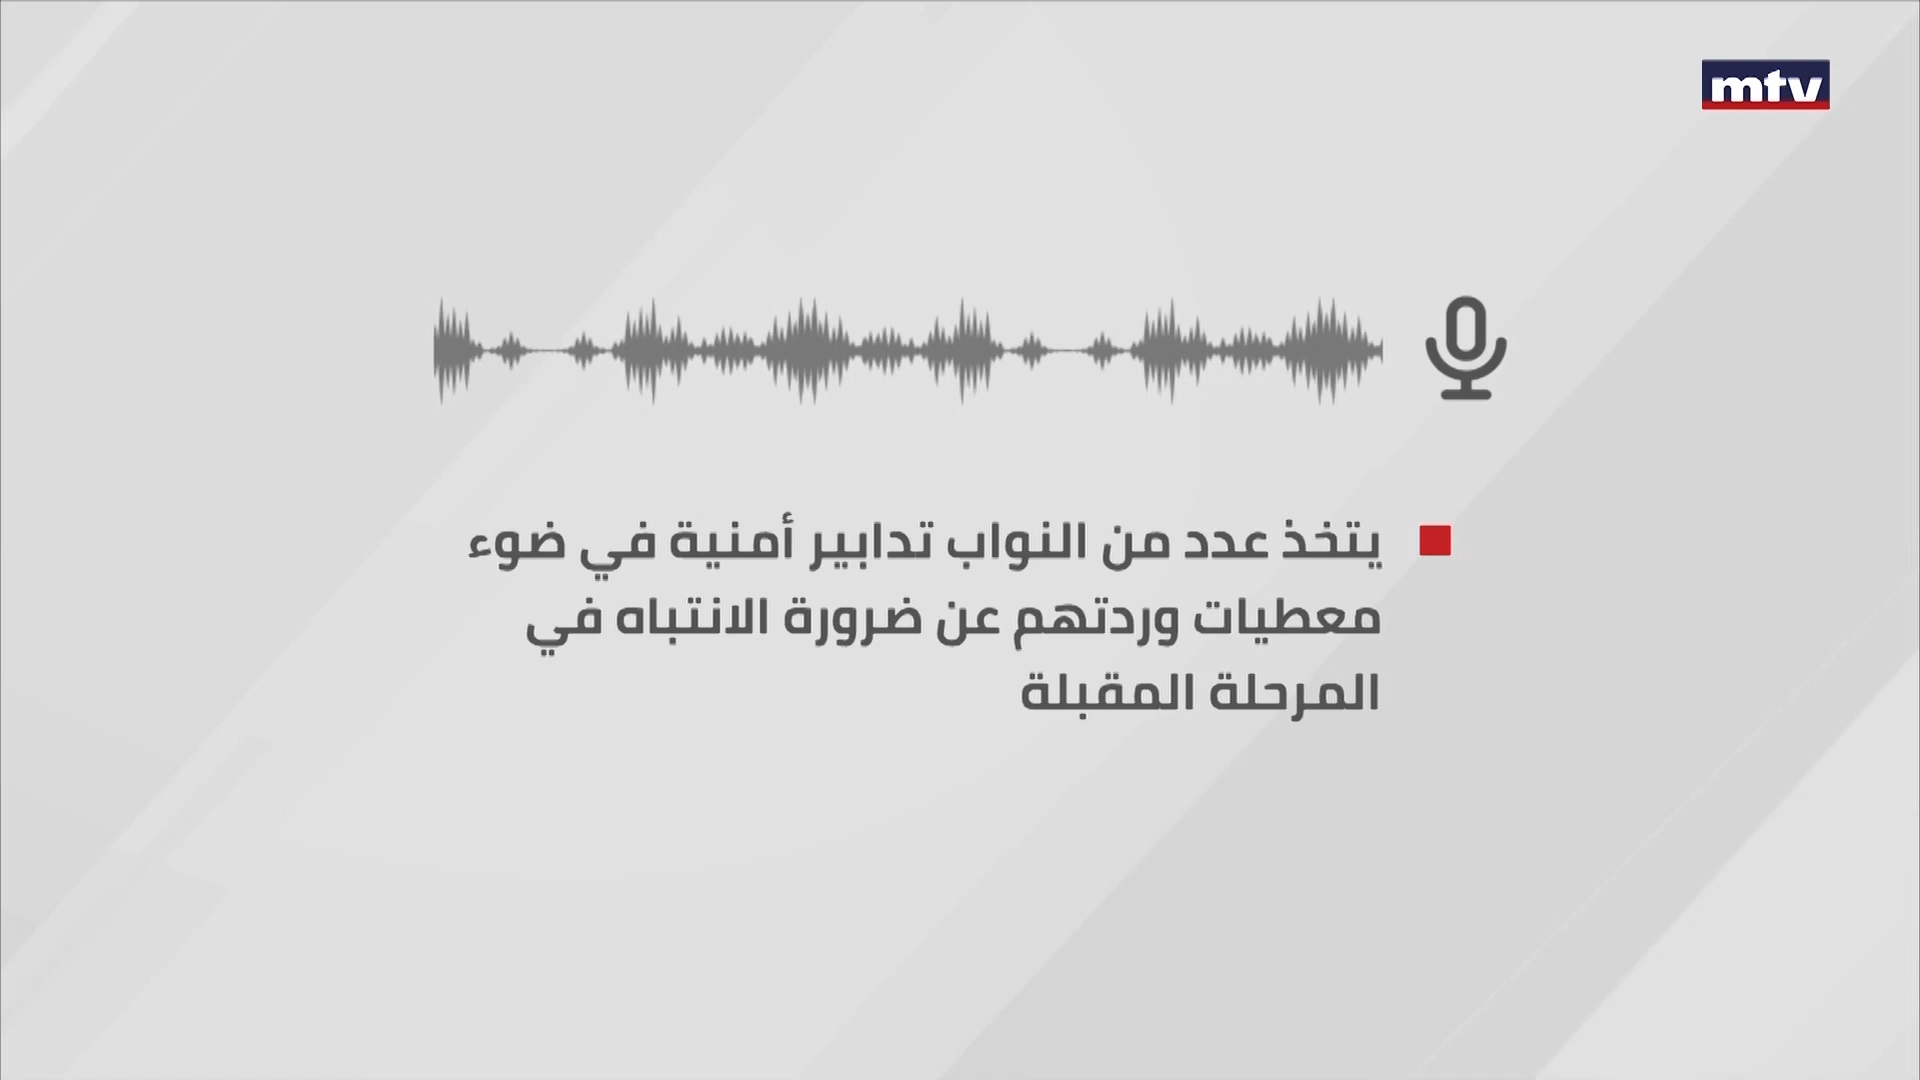 mtv
يتخذ عدد من النواب تدابير أمنية في ضوء
معطيات وردتهم عن ضرورة الانتباه في
المرحلة المقبلة